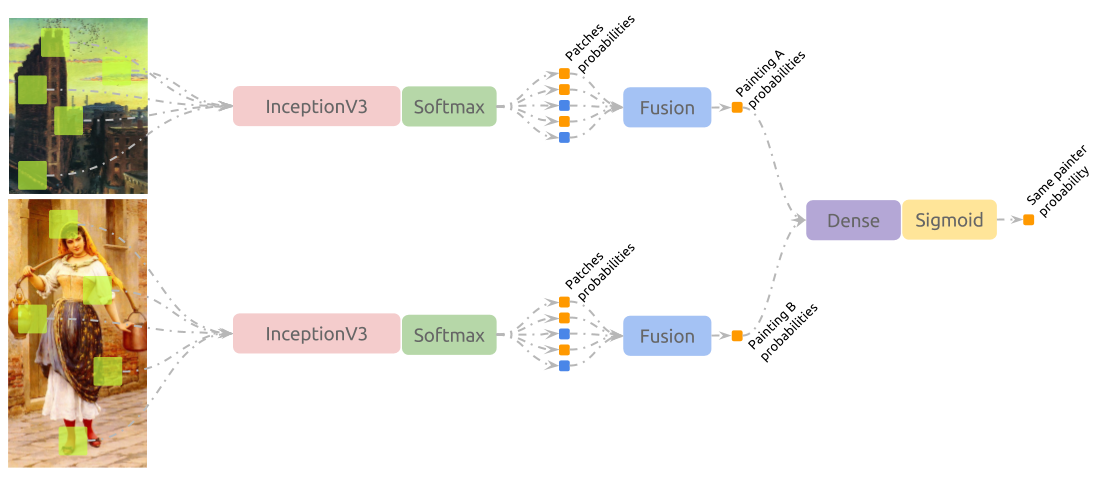 Patches
probabilities
InceptionV3
Softmax
Fusion
Painting A
probabilities
Dense
Sigmoid
Same painter
probability
Patches
probabilities
InceptionV3
Softmax
Fusion
Painting B
probabilities